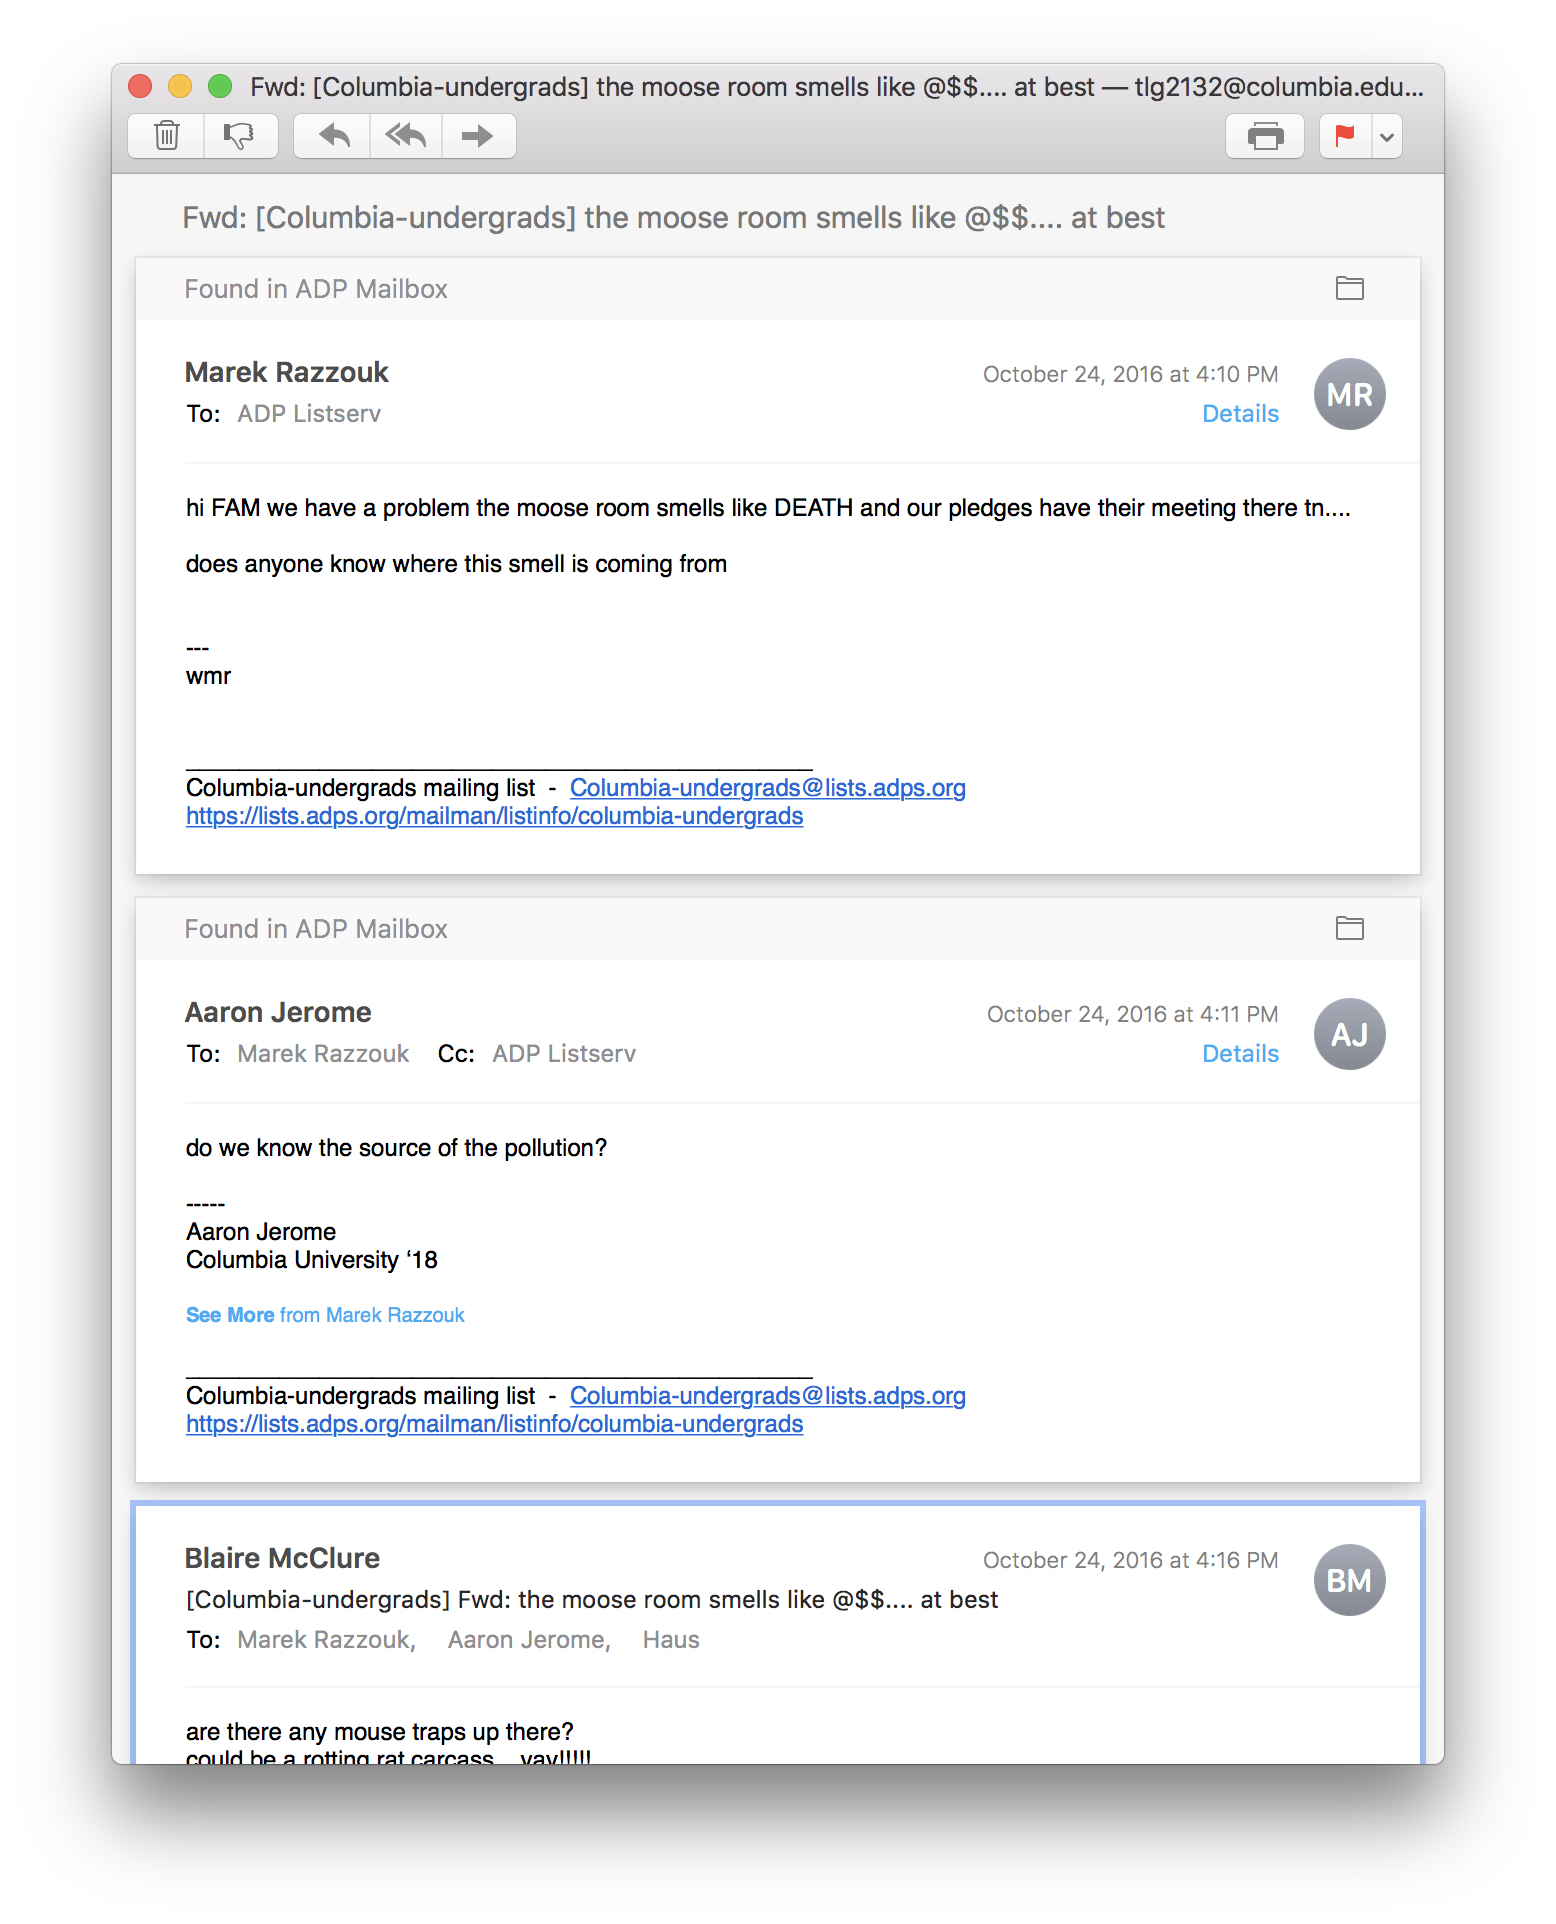 Fwd: [Columbia-undergrads] the moose room smells like @$$.... at best — tlg2132@columbia.edu...
Fwd: [Columbia-undergrads] the moose room smells like @$$.... at best
Found in ADP Mailbox
Marek Razzouk
October 24, 2016 at 4:10 PM
MR
To: ADP Listserv
Details
hi FAM we have a problem the moose room smells like DEATH and our pledges have their meeting there tn....
does anyone know where this smell is coming from
---
wmr
_______________________________________________
Columbia-undergrads mailing list - Columbia-undergrads@lists.adps.org
https://lists.adps.org/mailman/listinfo/columbia-undergrads
Found in ADP Mailbox
Aaron Jerome
October 24, 2016 at 4:11 PM
AJ
To: Marek Razzouk Cc: ADP Listserv
Details
do we know the source of the pollution?
-----
Aaron Jerome
Columbia University ‘18
See More from Marek Razzouk
_______________________________________________
Columbia-undergrads mailing list - Columbia-undergrads@lists.adps.org
https://lists.adps.org/mailman/listinfo/columbia-undergrads
Blaire McClure
October 24, 2016 at 4:16 PM
BM
[Columbia-undergrads] Fwd: the moose room smells like @$$.... at best
To: Marek Razzouk, Aaron Jerome, Haus
are there any mouse traps up there?
could be a rotting rat carcass... yay!!!!!